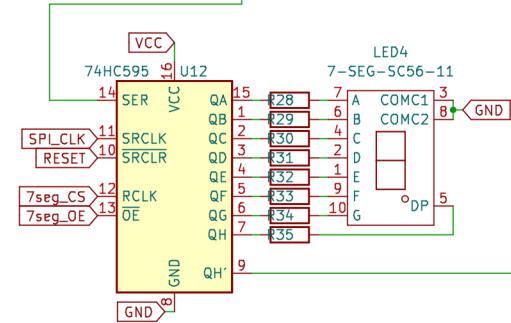 VCC
LED4
74HC595 U12 7-SEG-SC56-11
16
14 SER VCC QA 15 R28 7 A COMC1 3
QB 1 R29 6 B COMC2 8 GND
SPI_CLK 11 SRCLK QC 2 R30 4 C
RESET 10 SRCLR QD 3 R31 2 D
QE 4 R32 1 E
7seg_CS 12 RCLK QF 5 R33 9 F
7seg_OE 13 OE QG 6 R34 10 G DP 5
QH 7 R35
GND QH' 9
8
GND